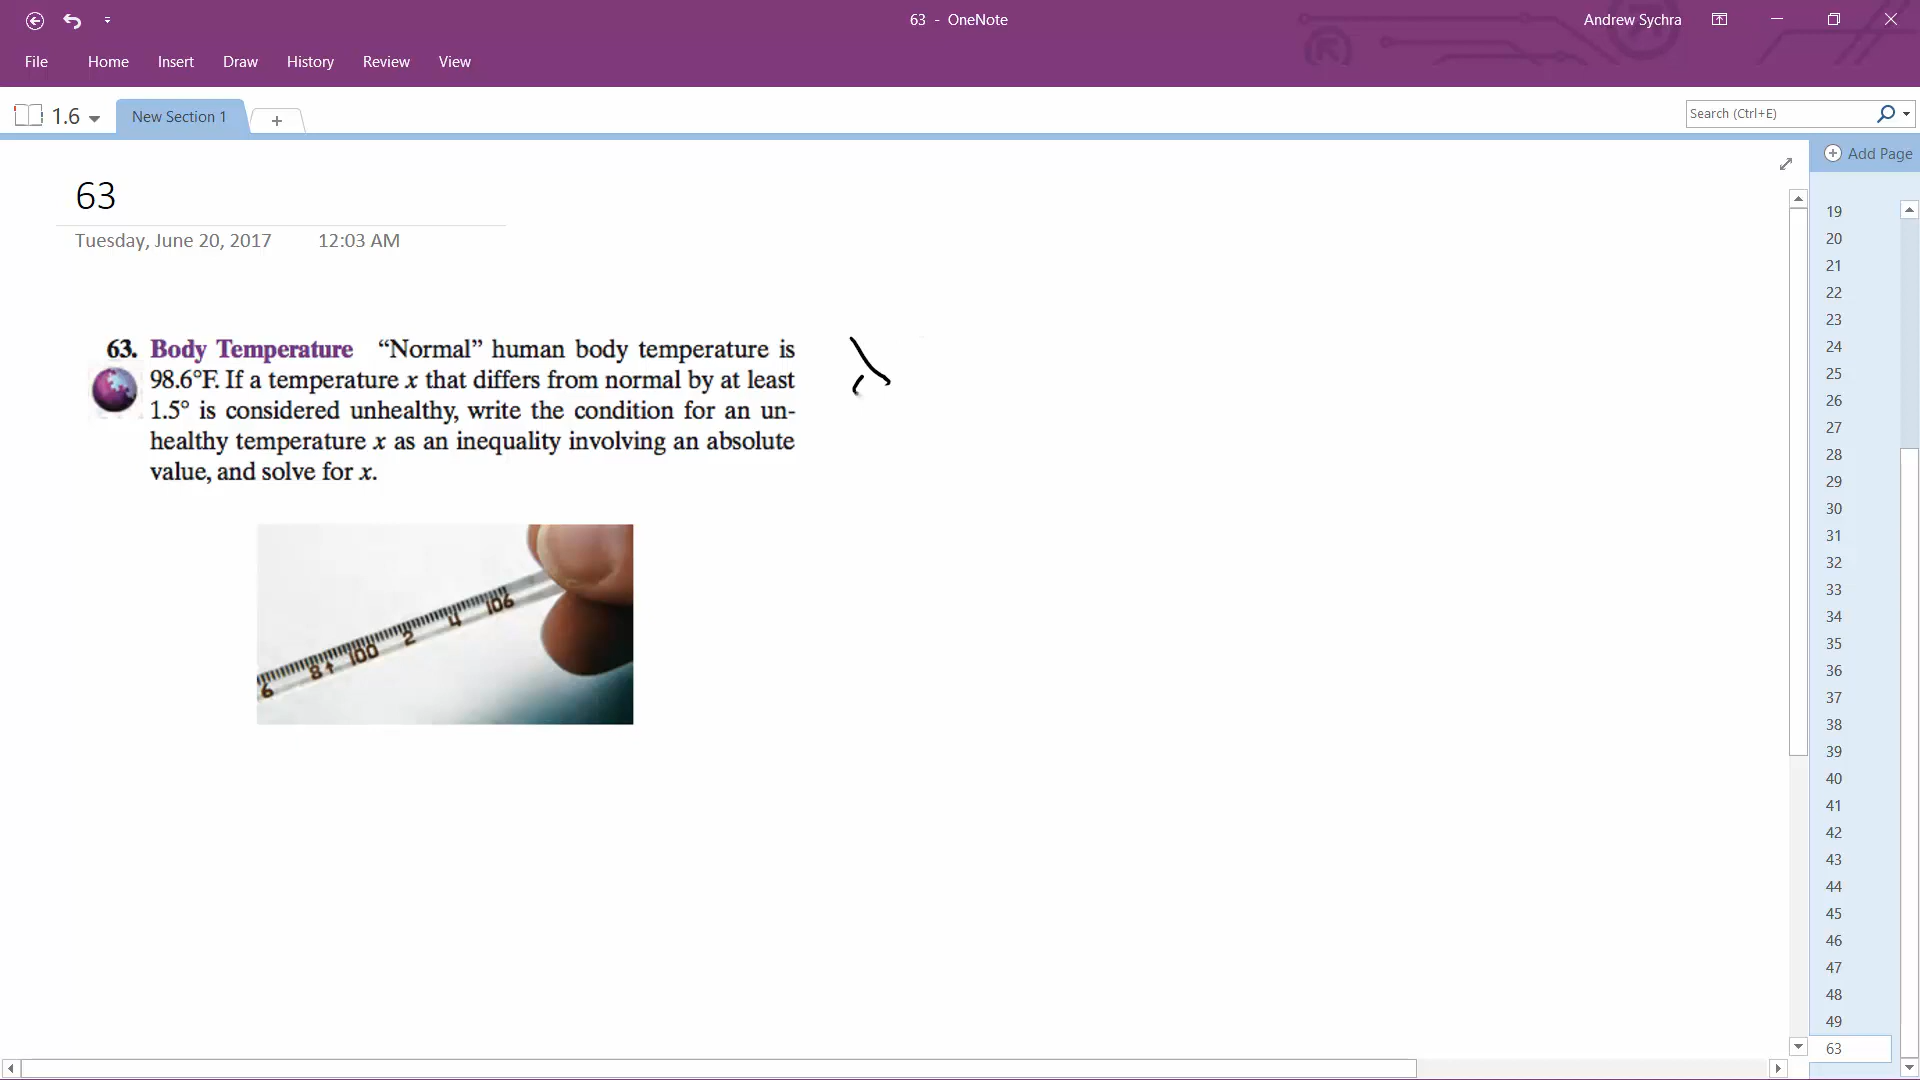 63 - OneNote
Andrew Sychra
File Home Insert Draw History Review View
1.6
New Section 1
+
Search (Ctrl+E)
Add Page
63
Tuesday, June 20, 2017 12:03 AM
63. Body Temperature “Normal” human body temperature is
98.6°F. If a temperature x that differs from normal by at least
1.5° is considered unhealthy, write the condition for an un-
healthy temperature x as an inequality involving an absolute
value, and solve for x.
6 8 100 2 4 106
19
20
21
22
23
24
25
26
27
28
29
30
31
32
33
34
35
36
37
38
39
40
41
42
43
44
45
46
47
48
49
63